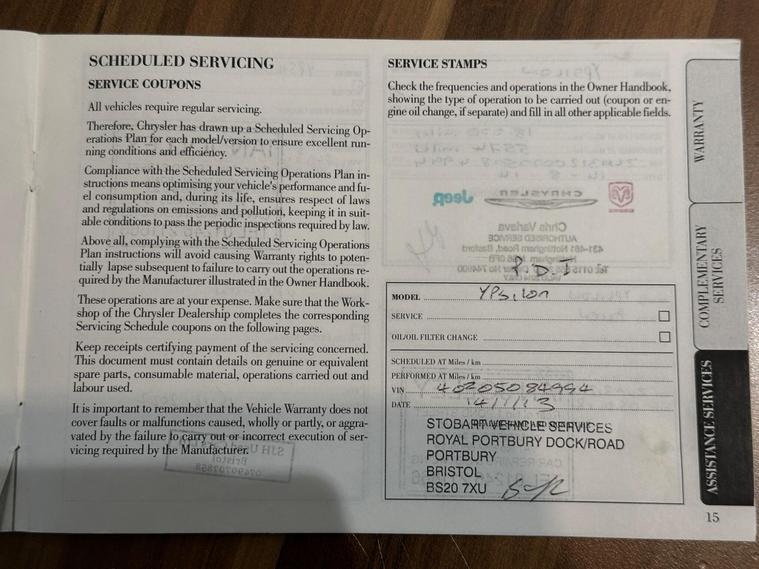 SCHEDULED SERVICING
SERVICE COUPONS
All vehicles require regular servicing.
Therefore, Chrysler has drawn up a Scheduled Servicing Op-
erations Plan for each model/version to ensure excellent run-
ning conditions and efficiency.
Compliance with the Scheduled Servicing Operations Plan in-
structions means optimising your vehicle's performance and fu-
el consumption and, during its life, ensures respect of laws
and regulations on emissions and pollution, keeping it in suit-
able conditions to pass the periodic inspections required by law.
Above all, complying with the Scheduled Servicing Operations
Plan instructions will avoid causing Warranty rights to poten-
tially lapse subsequent to failure to carry out the operations re-
quired by the Manufacturer illustrated in the Owner Handbook.
These operations are at your expense. Make sure that the Work-
shop of the Chrysler Dealership completes the corresponding
Servicing Schedule coupons on the following pages.
Keep receipts certifying payment of the servicing concerned.
This document must contain details on genuine or equivalent
spare parts, consumable material, operations carried out and
labour used.
It is important to remember that the Vehicle Warranty does not
cover faults or malfunctions caused, wholly or partly, or aggra-
vated by the failure to carry out or incorrect execution of ser-
vicing required by the Manufacturer.
SERVICE STAMPS
Check the frequencies and operations in the Owner Handbook,
showing the type of operation to be carried out (coupon or en-
gine oil change, if separate) and fill in all other applicable fields.
P.D.I
MODEL Ypsilon
SERVICE
OIL/OIL FILTER CHANGE
SCHEDULED AT Miles / km
PERFORMED AT Miles / km
VIN 40205084994
DATE 14/1/13
STOBART VEHICLE SERVICES
ROYAL PORTBURY DOCK/ROAD
PORTBURY
BRISTOL
BS20 7XU
WARRANTY
COMPLEMENTARY
SERVICES
ASSISTANCE SERVICES
15